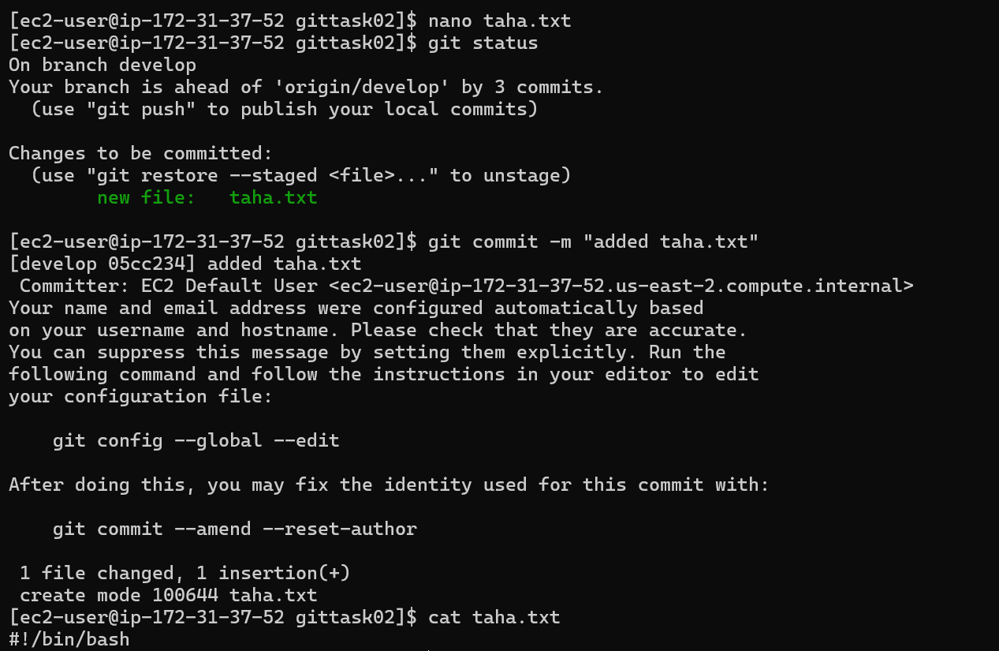 [ec2-user@ip-172-31-37-52 gittask02]$ nano taha.txt
[ec2-user@ip-172-31-37-52 gittask02]$ git status
On branch develop
Your branch is ahead of 'origin/develop' by 3 commits.
  (use "git push" to publish your local commits)

Changes to be committed:
  (use "git restore --staged <file>..." to unstage)
        new file:   taha.txt

[ec2-user@ip-172-31-37-52 gittask02]$ git commit -m "added taha.txt"
[develop 05cc234] added taha.txt
 Committer: EC2 Default User <ec2-user@ip-172-31-37-52.us-east-2.compute.internal>
Your name and email address were configured automatically based
on your username and hostname. Please check that they are accurate.
You can suppress this message by setting them explicitly. Run the
following command and follow the instructions in your editor to edit
your configuration file:

    git config --global --edit

After doing this, you may fix the identity used for this commit with:

    git commit --amend --reset-author

 1 file changed, 1 insertion(+)
 create mode 100644 taha.txt
[ec2-user@ip-172-31-37-52 gittask02]$ cat taha.txt
#!/bin/bash